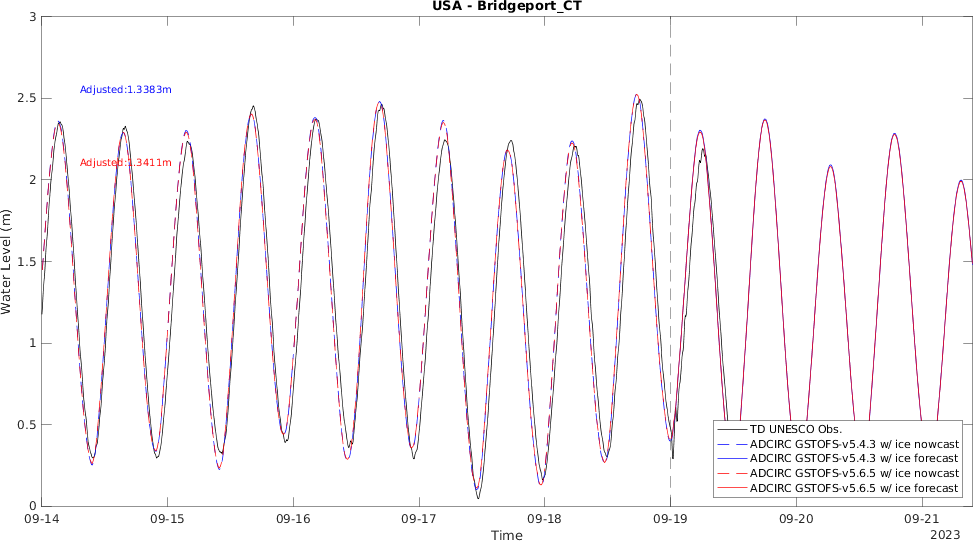 USA - Bridgeport_CT
3
2.5
2
1.5
1
0.5
0
Water Level (m)
Adjusted:1.3383m
Adjusted:1.3411m
TD UNESCO Obs.
ADCIRC GSTOFS-v5.4.3 w/ ice nowcast
ADCIRC GSTOFS-v5.4.3 w/ ice forecast
ADCIRC GSTOFS-v5.6.5 w/ ice nowcast
ADCIRC GSTOFS-v5.6.5 w/ ice forecast
09-14 09-15 09-16 09-17 09-18 09-19 09-20 09-21
Time
2023